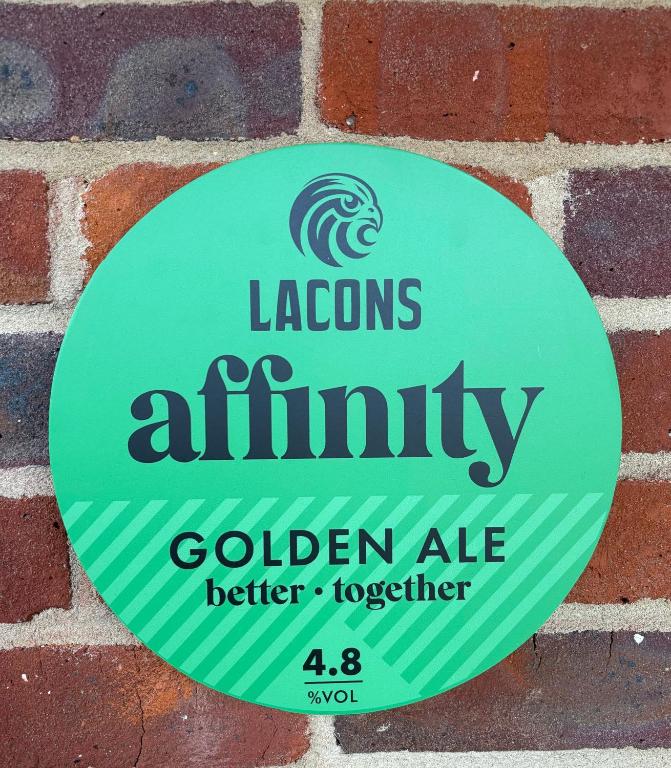 LACONS
affinity
GOLDEN ALE
better • together
4.8
%VOL